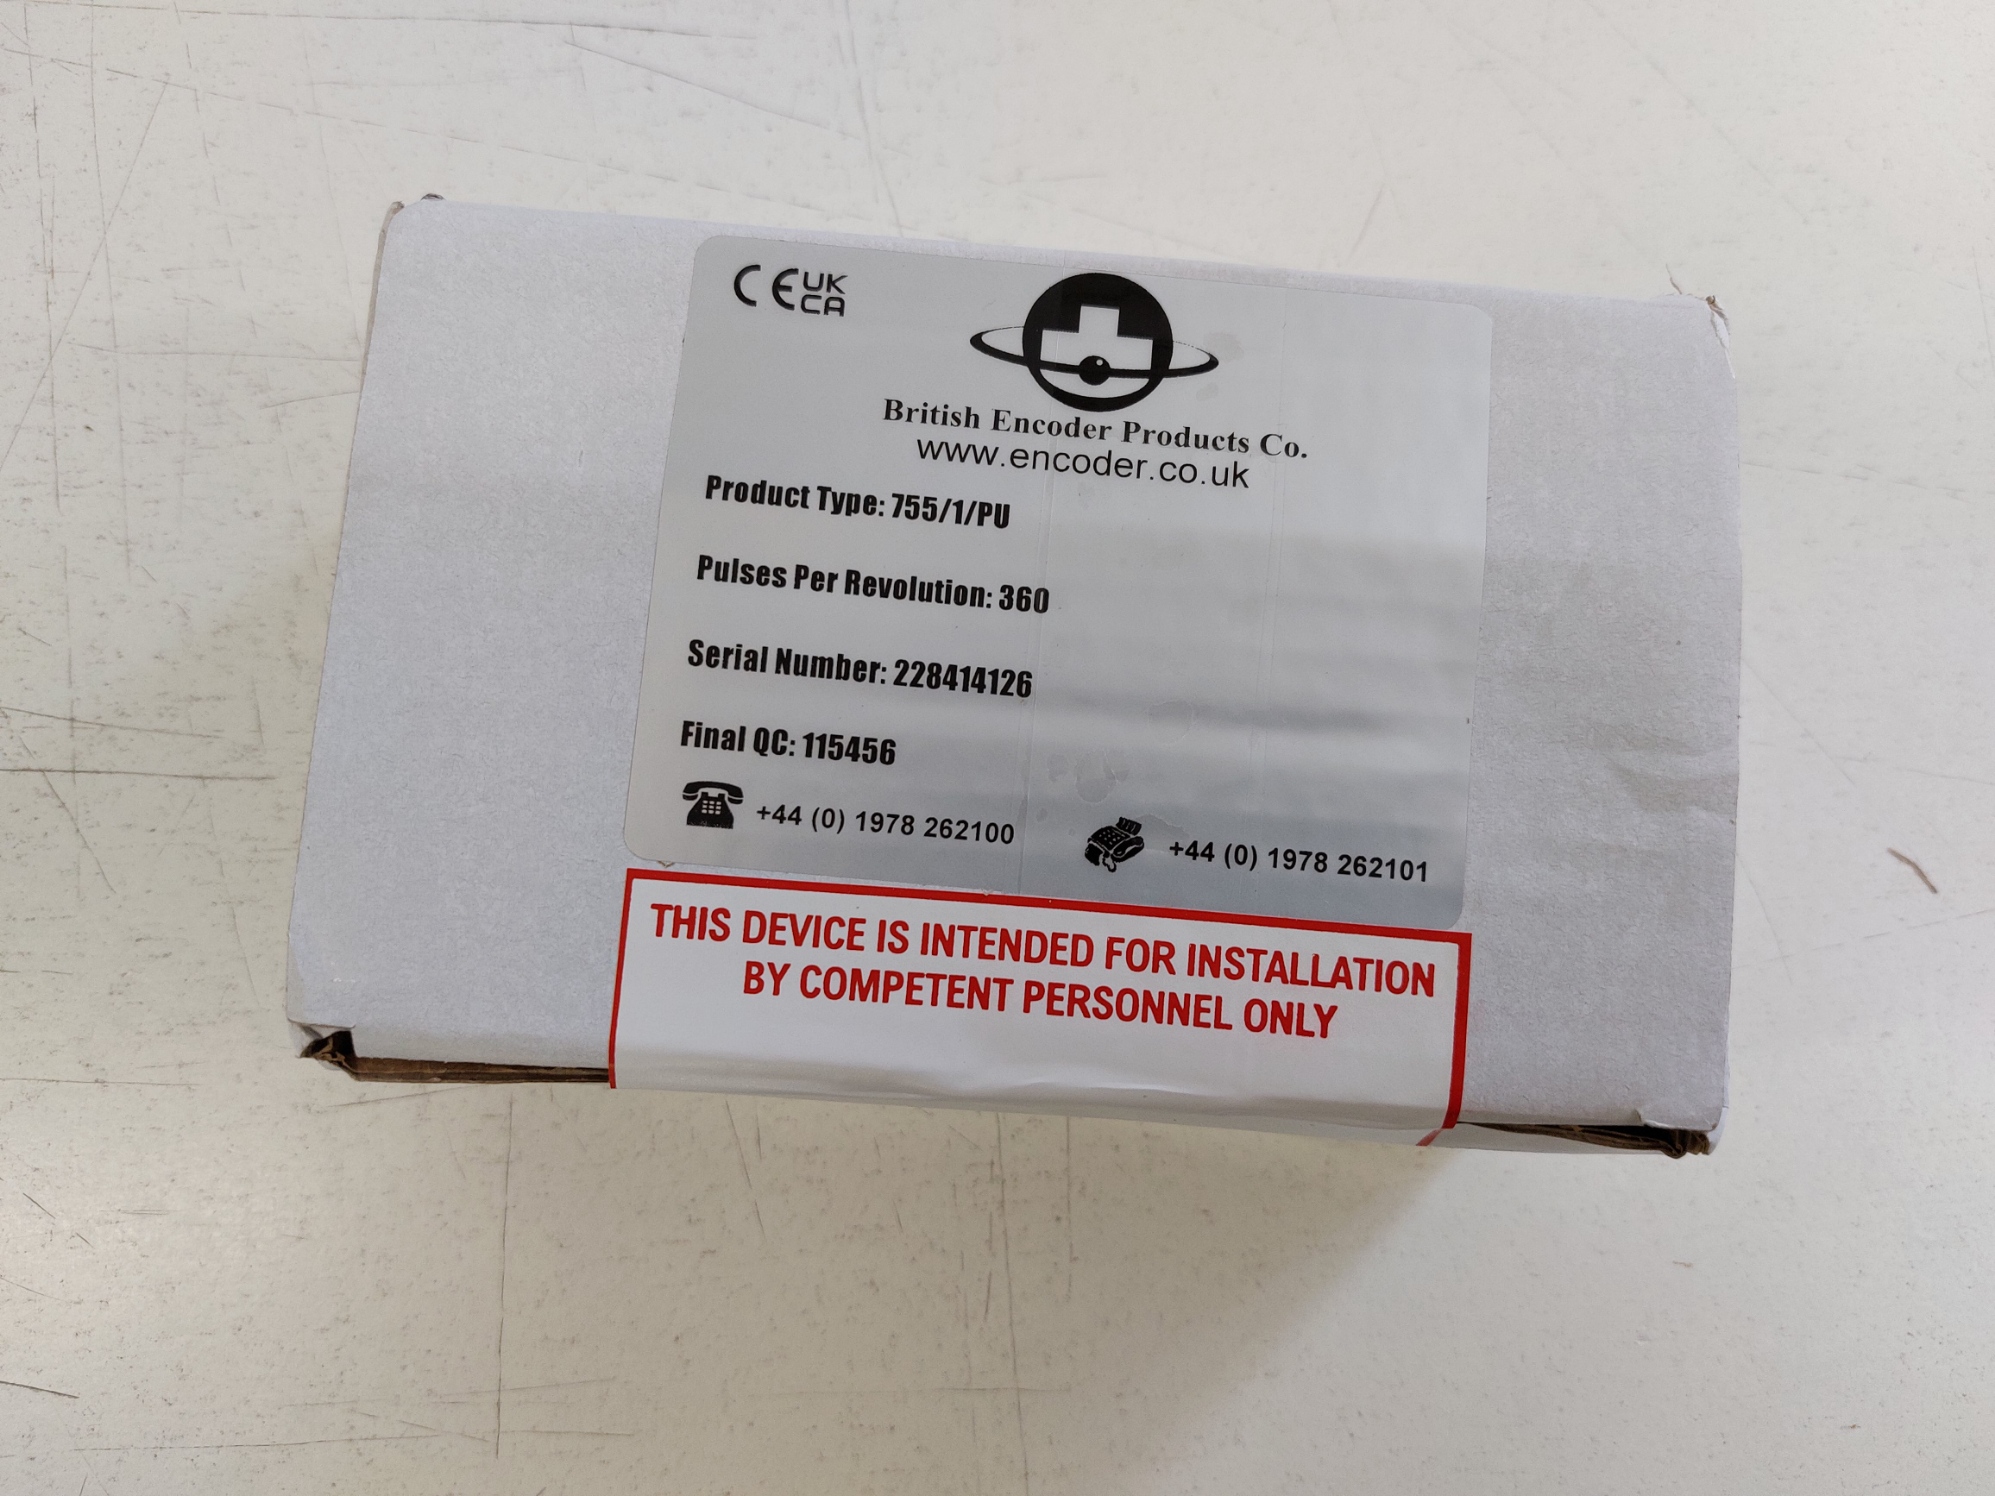 CE UK
CA
British Encoder Products Co.
www.encoder.co.uk
Product Type: 755/1/PU
Pulses Per Revolution: 360
Serial Number: 228414126
Final QC: 115456
+44 (0) 1978 262100
+44 (0) 1978 262101
THIS DEVICE IS INTENDED FOR INSTALLATION
BY COMPETENT PERSONNEL ONLY